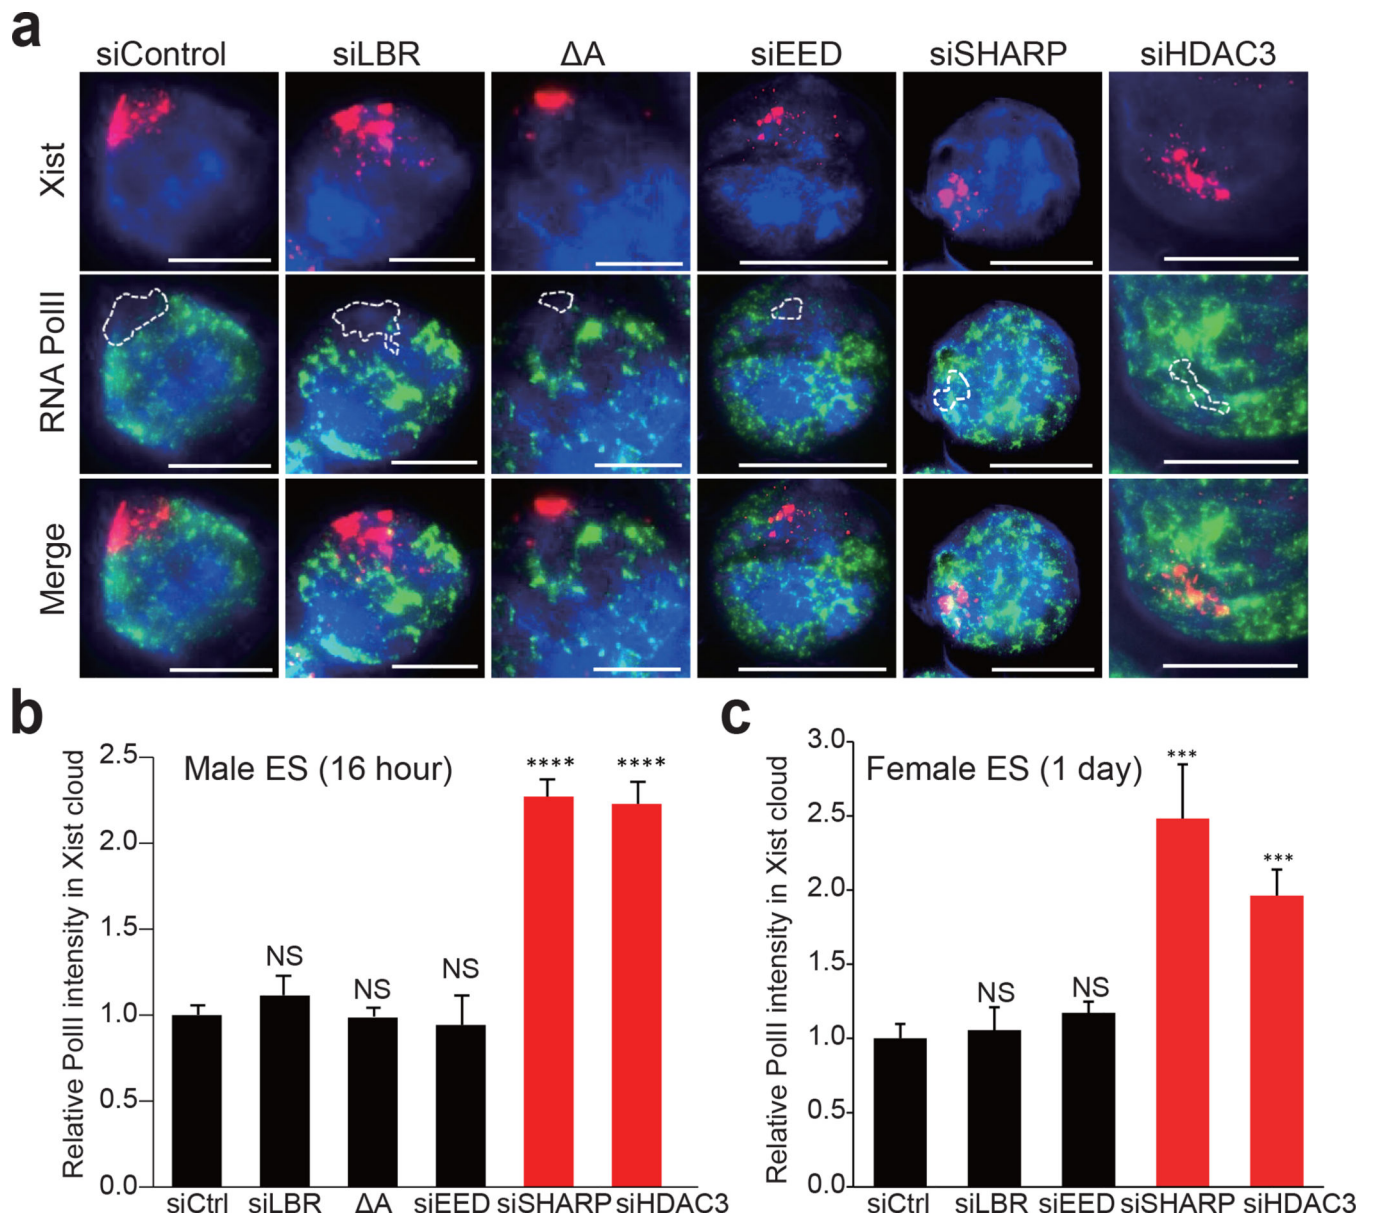 a
siControl siLBR ΔA siEED siSHARP siHDAC3
Xist
RNA PolII
Merge
b
Relative PolII intensity in Xist cloud
Male ES (16 hour)
2.5
2.0
1.5
1.0
0.5
0.0
NS NS NS **** ****
siCtrl siLBR ΔA siEED siSHARP siHDAC3
c
Relative PolII intensity in Xist cloud
Female ES (1 day)
3.0
2.5
2.0
1.5
1.0
0.5
0.0
NS NS *** ***
siCtrl siLBR siEED siSHARP siHDAC3